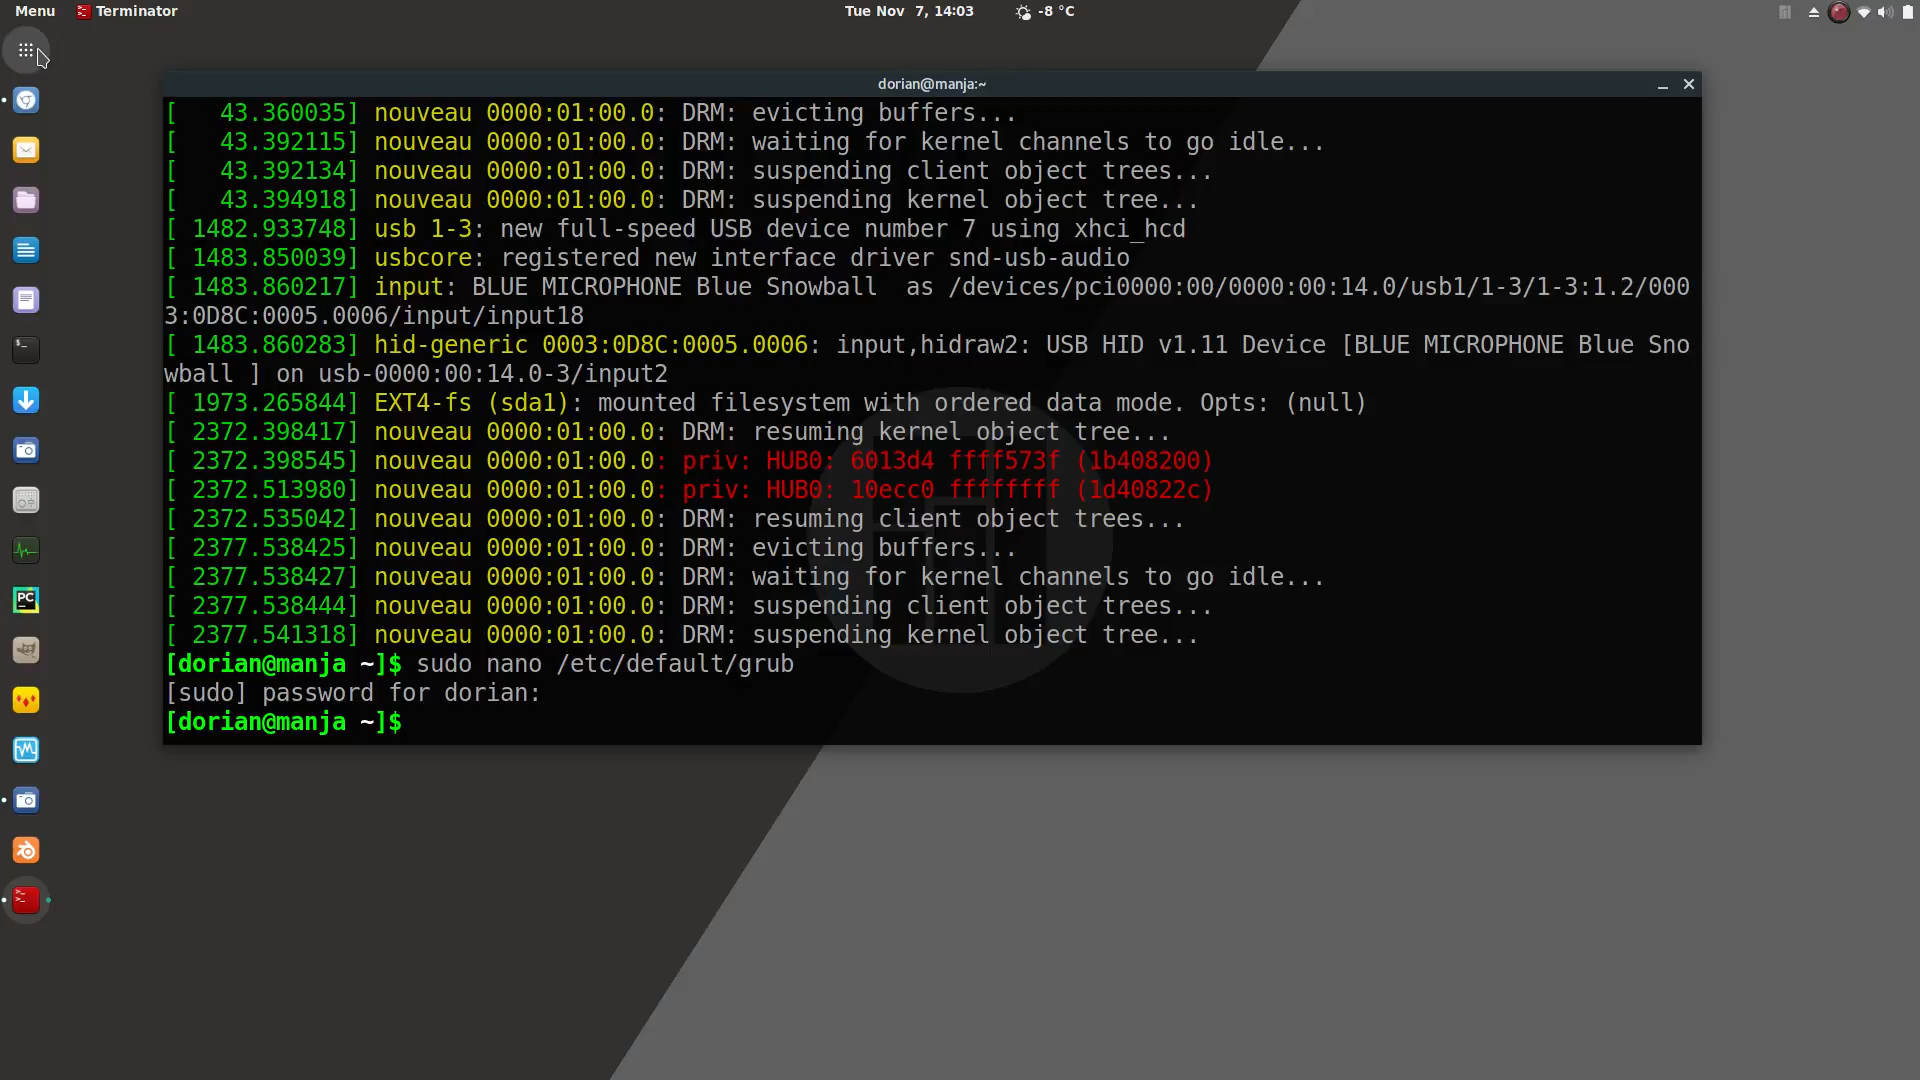 Menu Terminator Tue Nov 7, 14:03 -8 °C
dorian@manja:~
[   43.360035] nouveau 0000:01:00.0: DRM: evicting buffers...
[   43.392115] nouveau 0000:01:00.0: DRM: waiting for kernel channels to go idle...
[   43.392134] nouveau 0000:01:00.0: DRM: suspending client object trees...
[   43.394918] nouveau 0000:01:00.0: DRM: suspending kernel object tree...
[ 1482.933748] usb 1-3: new full-speed USB device number 7 using xhci_hcd
[ 1483.850039] usbcore: registered new interface driver snd-usb-audio
[ 1483.860217] input: BLUE MICROPHONE Blue Snowball  as /devices/pci0000:00/0000:00:14.0/usb1/1-3/1-3:1.2/000
3:0D8C:0005.0006/input/input18
[ 1483.860283] hid-generic 0003:0D8C:0005.0006: input,hidraw2: USB HID v1.11 Device [BLUE MICROPHONE Blue Sno
wball ] on usb-0000:00:14.0-3/input2
[ 1973.265844] EXT4-fs (sda1): mounted filesystem with ordered data mode. Opts: (null)
[ 2372.398417] nouveau 0000:01:00.0: DRM: resuming kernel object tree...
[ 2372.398545] nouveau 0000:01:00.0: priv: HUB0: 6013d4 ffff573f (1b408200)
[ 2372.513980] nouveau 0000:01:00.0: priv: HUB0: 10ecc0 ffffffff (1d40822c)
[ 2372.535042] nouveau 0000:01:00.0: DRM: resuming client object trees...
[ 2377.538425] nouveau 0000:01:00.0: DRM: evicting buffers...
[ 2377.538427] nouveau 0000:01:00.0: DRM: waiting for kernel channels to go idle...
[ 2377.538444] nouveau 0000:01:00.0: DRM: suspending client object trees...
[ 2377.541318] nouveau 0000:01:00.0: DRM: suspending kernel object tree...
[dorian@manja ~]$ sudo nano /etc/default/grub
[sudo] password for dorian:
[dorian@manja ~]$
PC